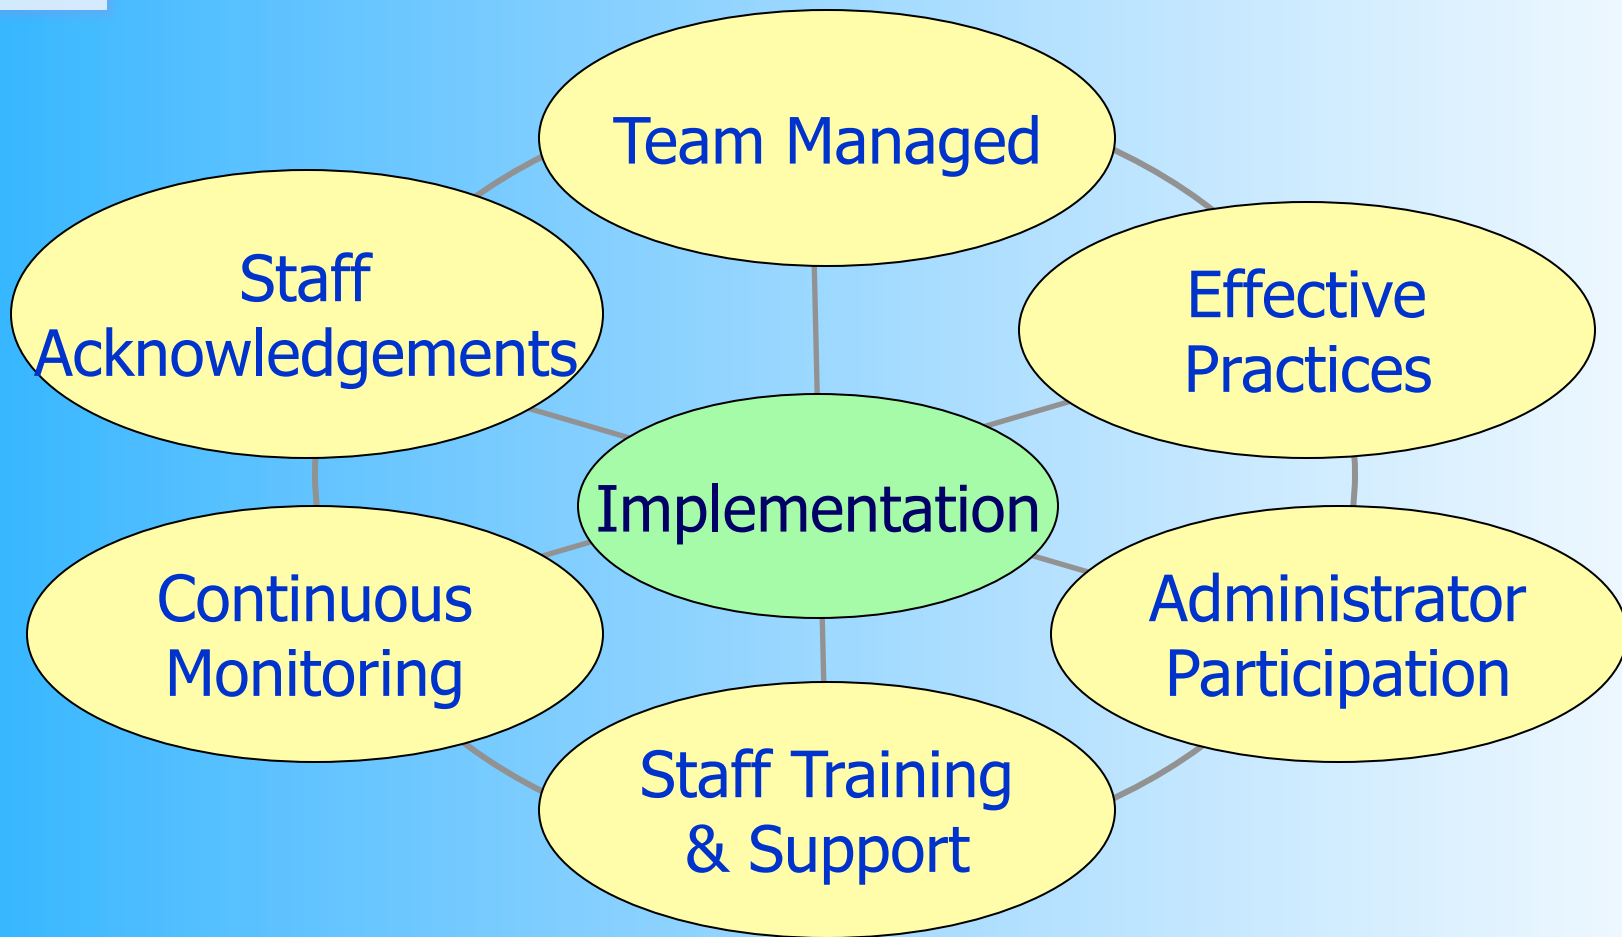 Team Managed
Staff
Acknowledgements
Effective
Practices
Implementation
Continuous
Monitoring
Administrator
Participation
Staff Training
& Support